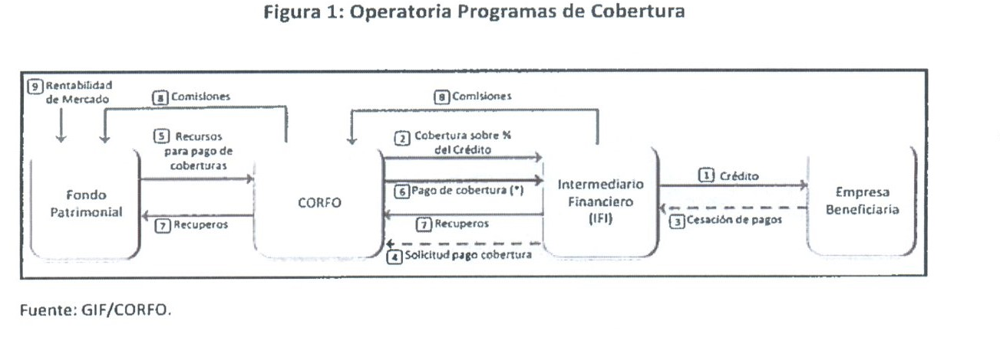 Figura 1: Operatoria Programas de Cobertura
9 Rentabilidad
de Mercado
8 Comisiones
8 Comisiones
5 Recursos
para pago de
coberturas
2 Cobertura sobre %
del Crédito
Fondo
Patrimonial
CORFO
6 Pago de cobertura (*)
Intermediario
Financiero
(IFI)
1 Crédito
Empresa
Beneficiaria
7 Recuperos
7 Recuperos
3 Cesación de pagos
4 Solicitud pago cobertura
Fuente: GIF/CORFO.